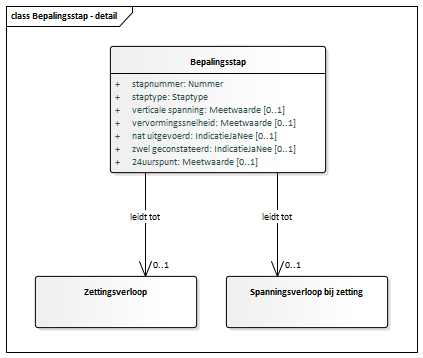 class Bepalingsstap - detail
Bepalingsstap
+ stapnummer: Nummer
+ staptype: Staptype
+ verticale spanning: Meetwaarde [0..1]
+ vervormingssnelheid: Meetwaarde [0..1]
+ nat uitgevoerd: IndicatieJaNee [0..1]
+ zwel geconstateerd: IndicatieJaNee [0..1]
+ 24uurspunt: Meetwaarde [0..1]
leidt tot leidt tot
0..1 0..1
Zettingsverloop Spanningsverloop bij zetting